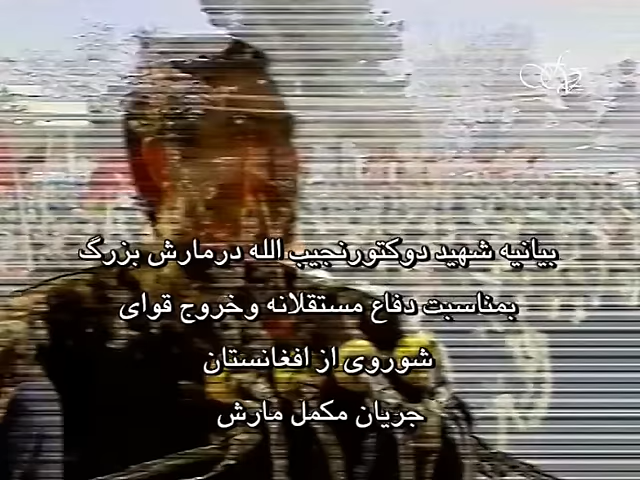 بیانیه شهید دوکتورنجیب الله درمارش بزرگ
بمناسبت دفاع مستقلانه وخروج قوای
شوروی از افغانستان
جریان مکمل مارش